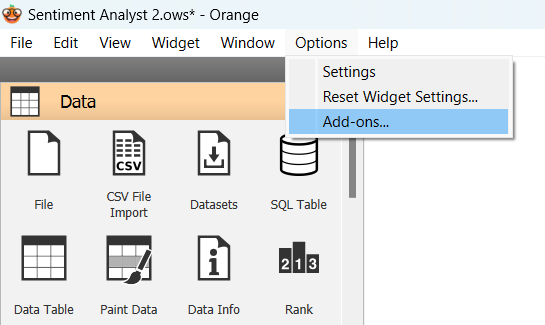 Sentiment Analyst 2.ows* - Orange
File Edit View Widget Window Options Help
Settings
Reset Widget Settings...
Add-ons...
Data
File
CSV File
Import
Datasets
SQL Table
Data Table
Paint Data
Data Info
Rank
CSV
i
2 1 3